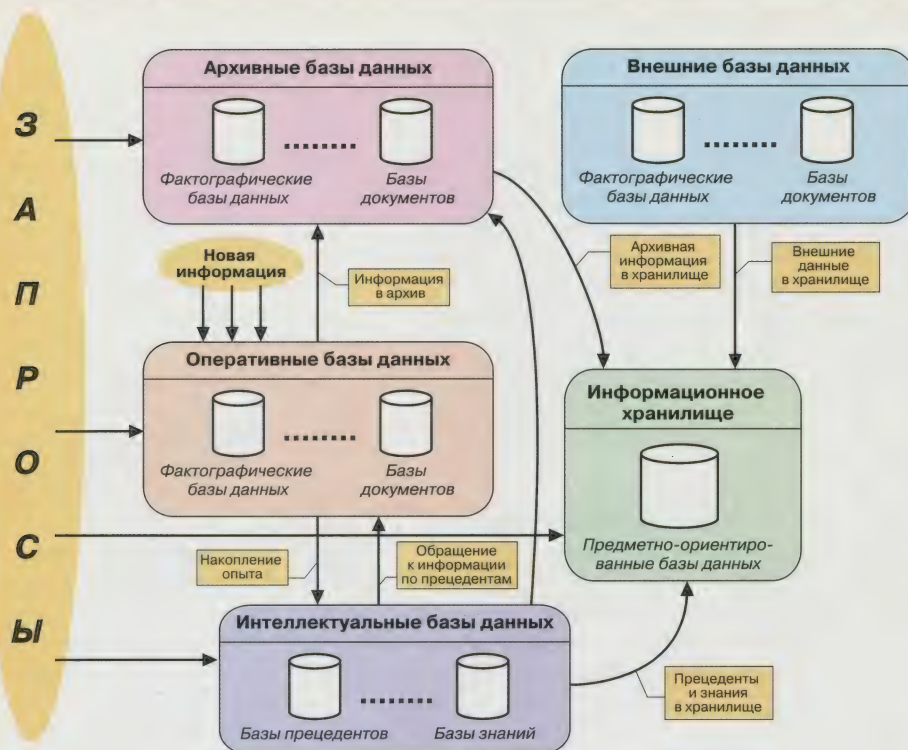 З
А
П
Р
О
С
Ы
Архивные базы данных
Фактографические
базы данных
Базы
документов
Внешние базы данных
Фактографические
базы данных
Базы
документов
Новая
информация
Информация
в архив
Архивная
информация
в хранилище
Внешние
данные
в хранилище
Оперативные базы данных
Фактографические
базы данных
Базы
документов
Информационное
хранилище
Предметно-ориентиро-
ванные базы данных
Накопление
опыта
Обращение
к информации
по прецедентам
Интеллектуальные базы данных
Базы прецедентов
Базы знаний
Прецеденты
и знания
в хранилище